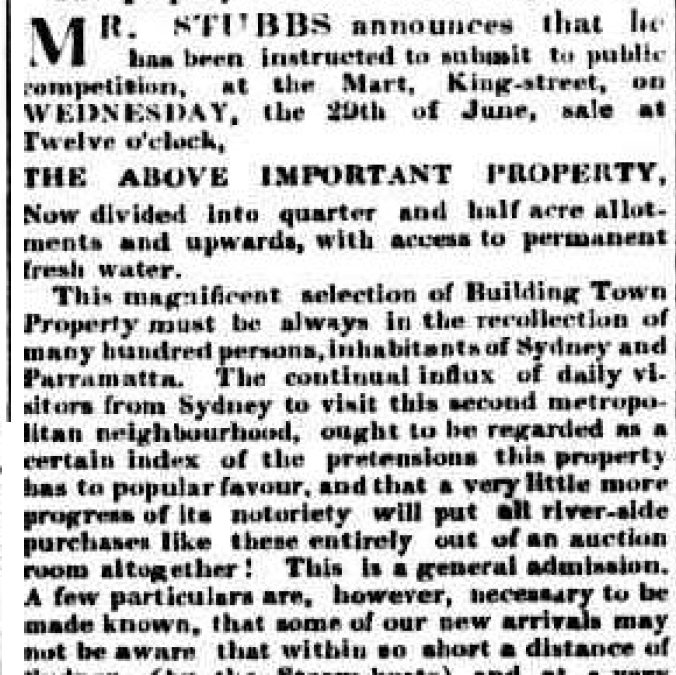 MR. STUBBS announces that he
has been instructed to submit to public
competition, at the Mart, King-street, on
WEDNESDAY, the 29th of June, sale at
Twelve o'clock,
THE ABOVE IMPORTANT PROPERTY,
Now divided into quarter and half acre allot-
ments and upwards, with access to permanent
fresh water.
This magnificent selection of Building Town
Property must be always in the recollection of
many hundred persons, inhabitants of Sydney and
Parramatta. The continual influx of daily vi-
sitors from Sydney to visit this second metropo-
litan neighbourhood, ought to be regarded as a
certain index of the pretensions this property
has to popular favour, and that a very little more
progress of its notoriety will put all river-side
purchases like these entirely out of an auction
room altogether! This is a general admission.
A few particulars are, however, necessary to be
made known, that some of our new arrivals may
not be aware that within so short a distance of